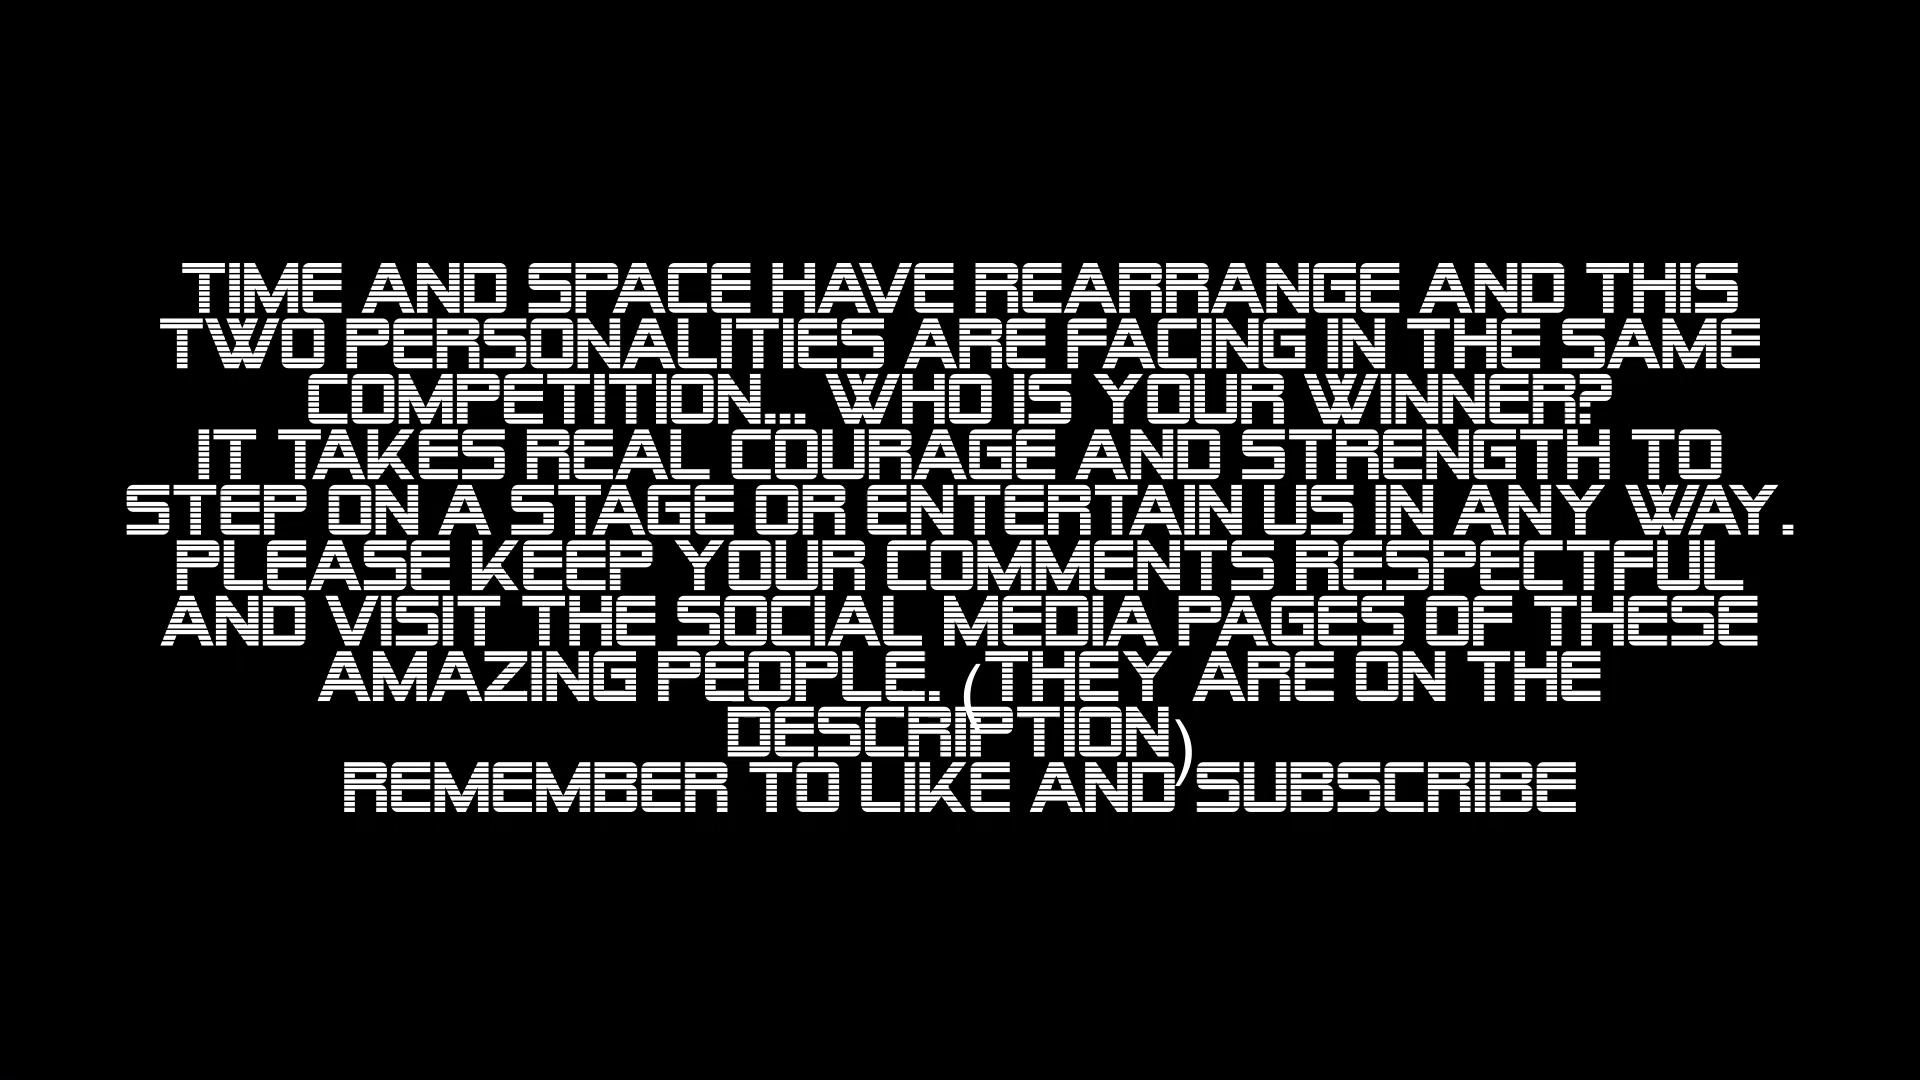 TIME AND SPACE HAVE REARRANGE AND THIS
TWO PERSONALITIES ARE FACING IN THE SAME
COMPETITION... WHO IS YOUR WINNER?
IT TAKES REAL COURAGE AND STRENGTH TO
STEP ON A STAGE OR ENTERTAIN US IN ANY WAY.
PLEASE KEEP YOUR COMMENTS RESPECTFUL
AND VISIT THE SOCIAL MEDIA PAGES OF THESE
AMAZING PEOPLE. (THEY ARE ON THE
DESCRIPTION)
REMEMBER TO LIKE AND SUBSCRIBE